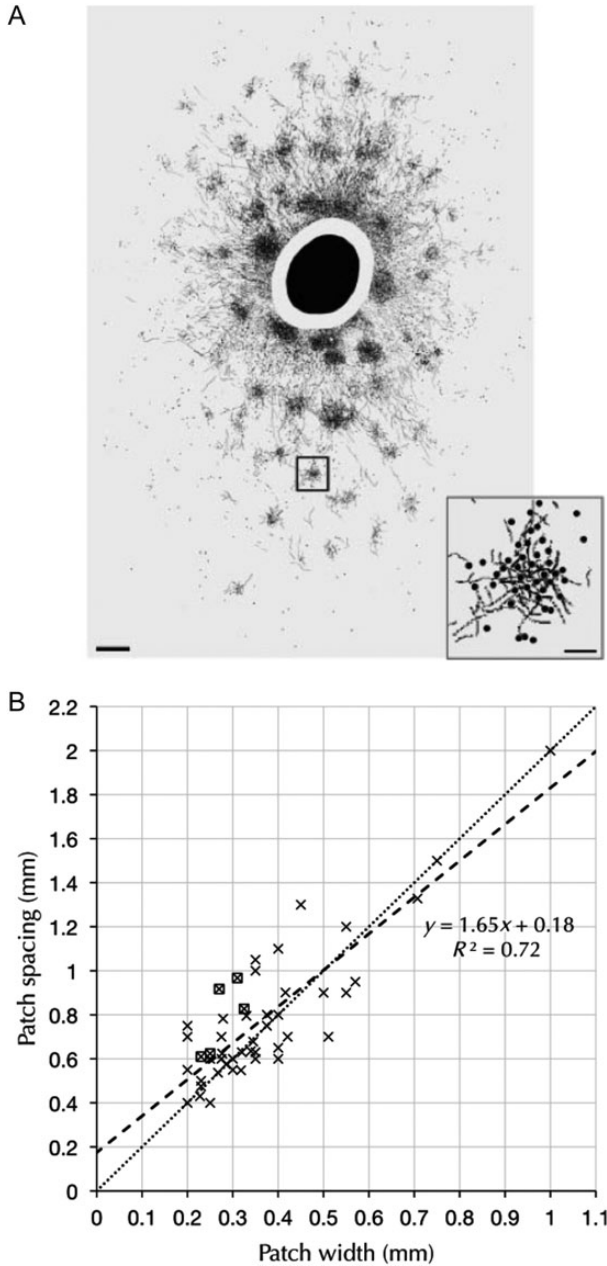 A
B
2.2
2
1.8
1.6
1.4
1.2
1
0.8
0.6
0.4
0.2
0
Patch spacing (mm)
y = 1.65x + 0.18
R² = 0.72
0 0.1 0.2 0.3 0.4 0.5 0.6 0.7 0.8 0.9 1 1.1
Patch width (mm)